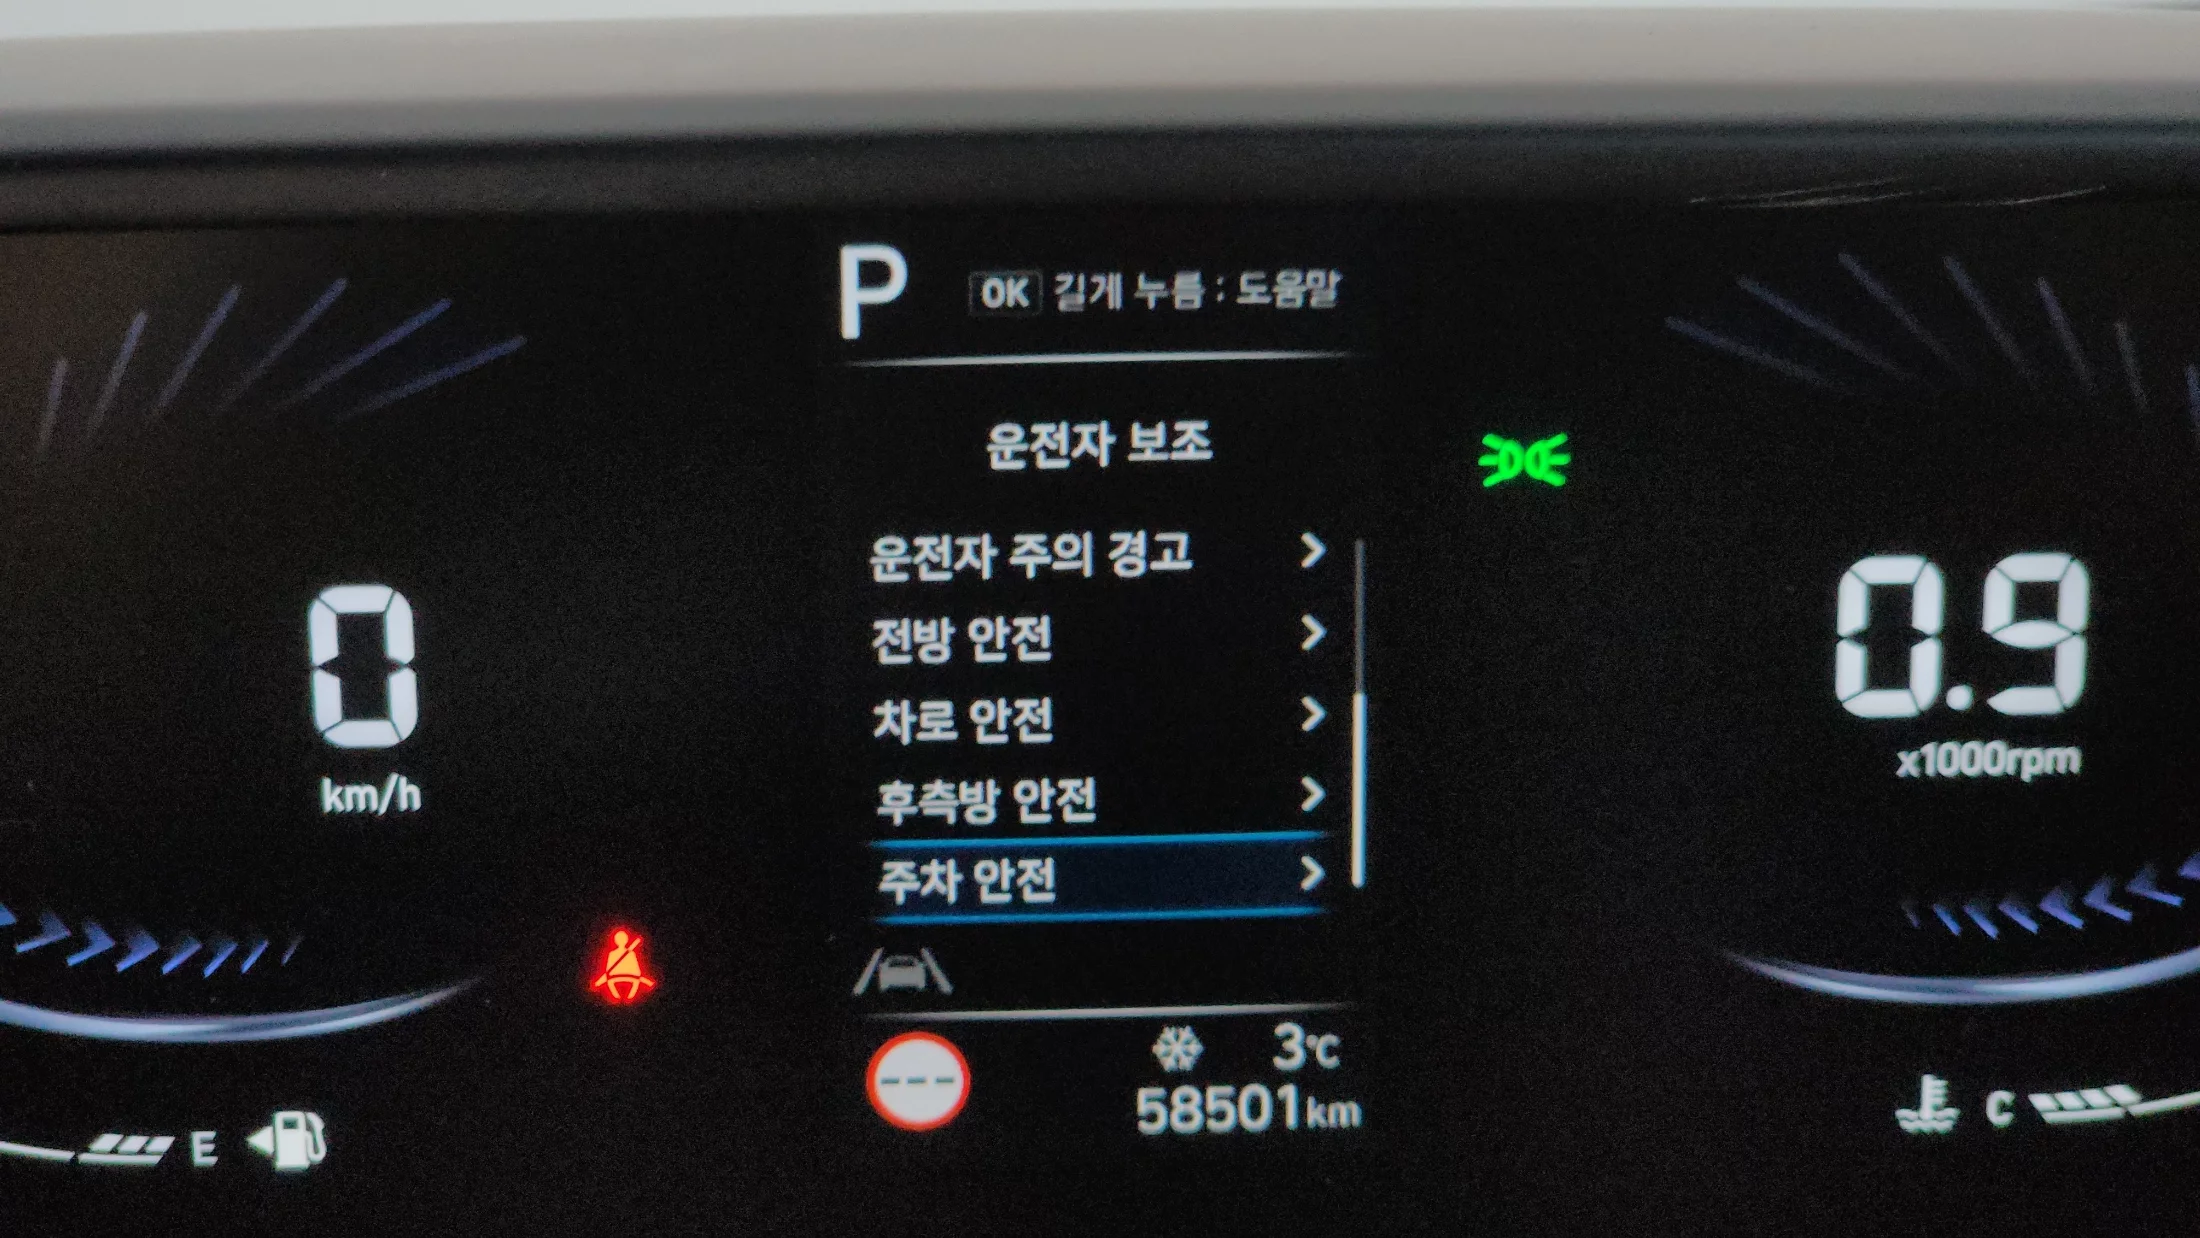 P
OK 길게 누름 : 도움말
운전자 보조
운전자 주의 경고
전방 안전
차로 안전
후측방 안전
주차 안전
0
km/h
0.9
x1000rpm
---
3℃
58501km
E
C